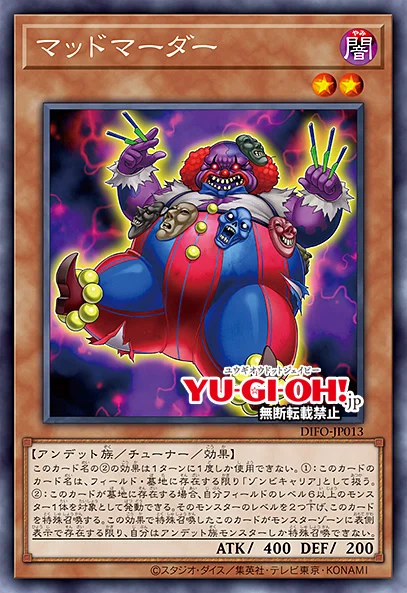 マッドマーダー
やみ
闇
ユウギオウドットジェイピー
YU-GI-OH!.jp
無断転載禁止
DIFO-JP013
【アンデット族／チューナー／効果】
このカード名の②の効果は1ターンに1度しか使用できない。①：このカードの
カード名は、フィールド・墓地に存在する限り「ゾンビキャリア」として扱う。
②：このカードが墓地に存在する場合、自分フィールドのレベル６以上のモンス
ター1体を対象として発動できる。そのモンスターのレベルを２つ下げ、このカード
を特殊召喚する。この効果で特殊召喚したこのカードがモンスターゾーンに表側
表示で存在する限り、自分はアンデット族モンスターしか特殊召喚できない。
ATK/ 400 DEF/ 200
©スタジオ・ダイス／集英社・テレビ東京・KONAMI